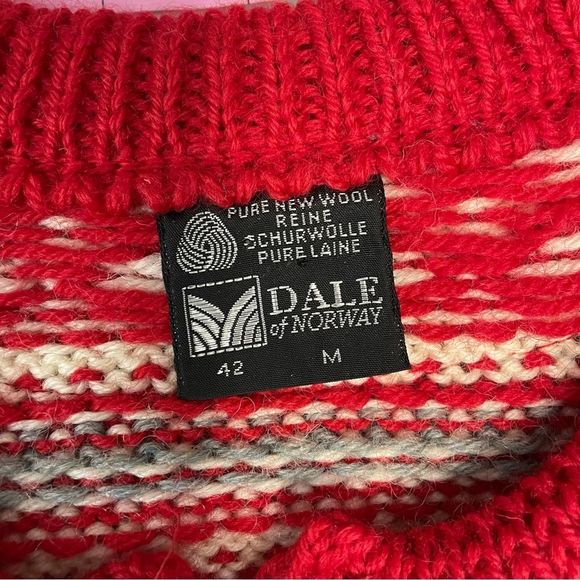 PURE NEW WOOL
REINE
SCHURWOLLE
PURE LAINE
DALE
of NORWAY
42 M